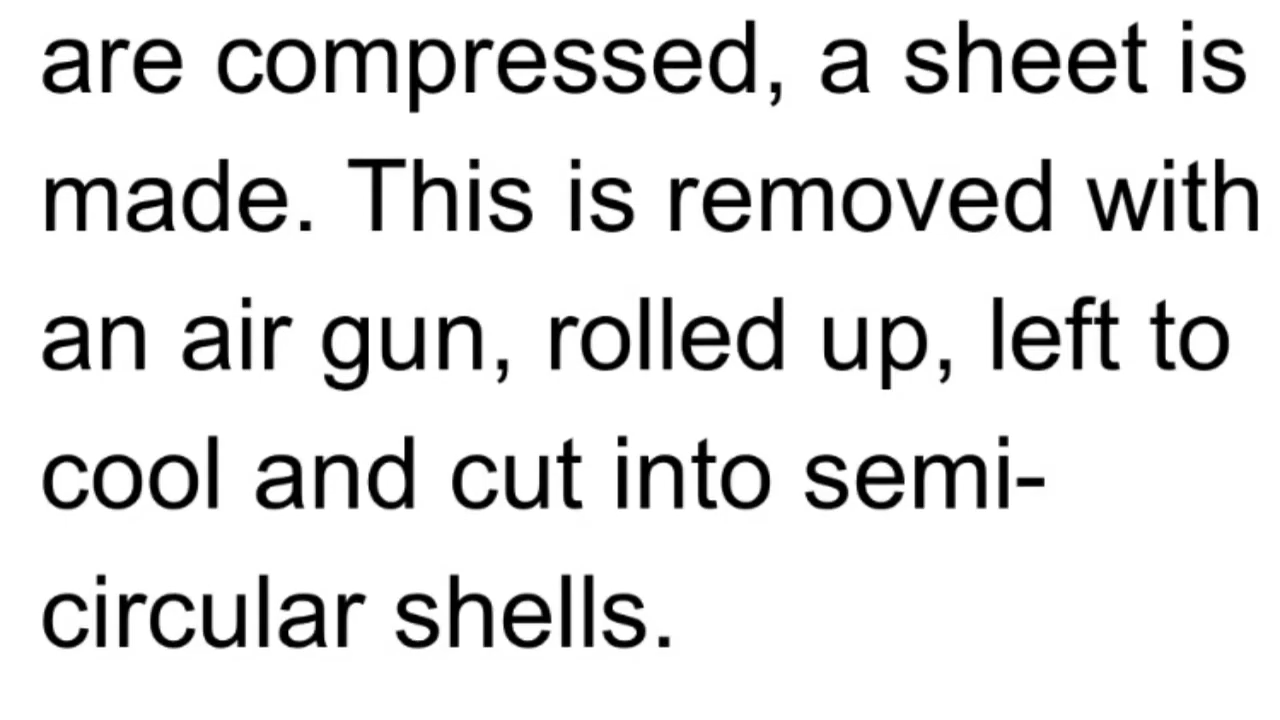 are compressed, a sheet is
made. This is removed with
an air gun, rolled up, left to
cool and cut into semi-
circular shells.